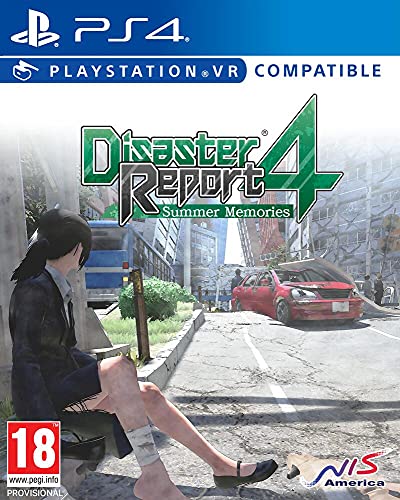 PS4
PLAYSTATION®VR COMPATIBLE
Disaster®
Report 4
Summer Memories
18
www.pegi.info
PROVISIONAL
NIS
America